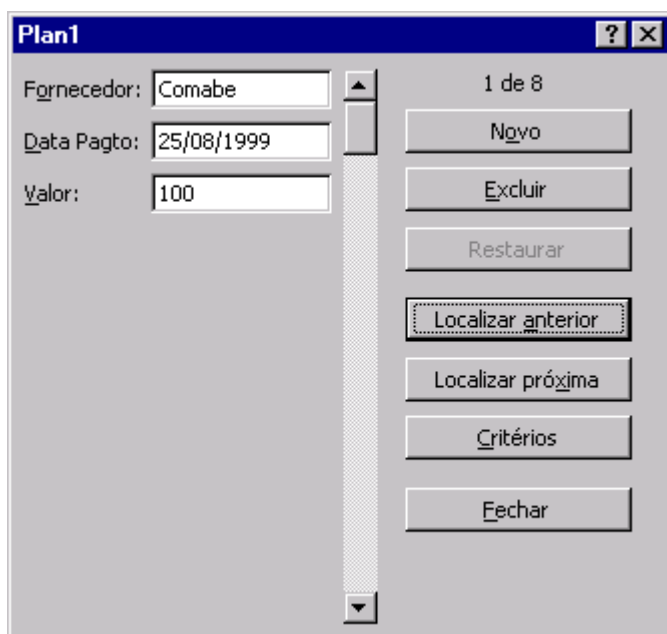 Plan1
Fornecedor: Comabe
Data Pagto: 25/08/1999
Valor: 100
1 de 8
Novo
Excluir
Restaurar
Localizar anterior
Localizar próxima
Critérios
Fechar